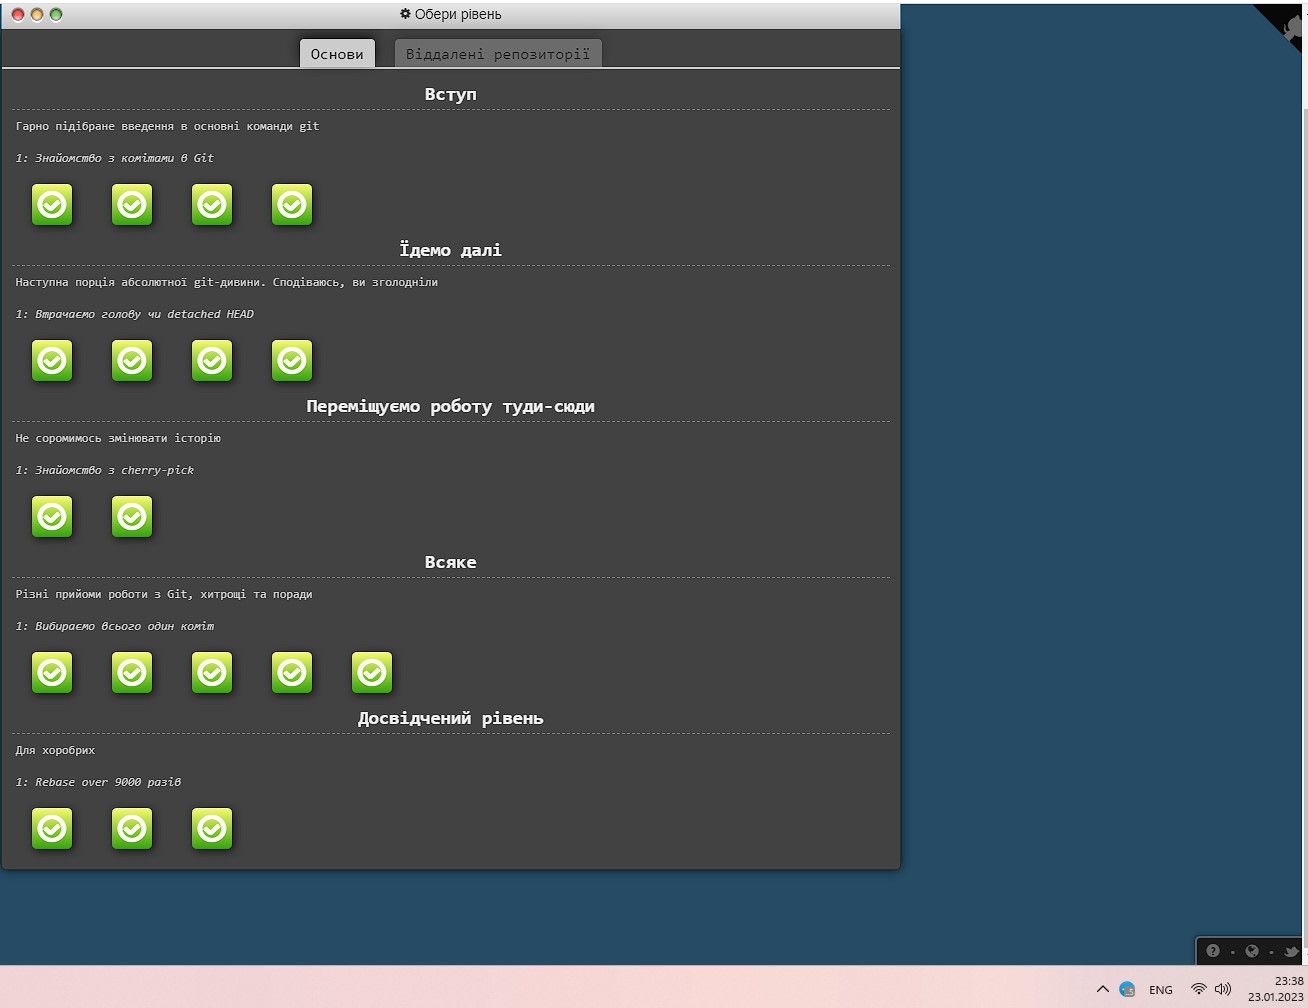 Обери рівень
Основи
Віддалені репозиторії
Вступ
Гарно підібране введення в основні команди git
1: Знайомство з комітами в Git
Їдемо далі
Наступна порція абсолютної git-дивини. Сподіваюсь, ви зголодніли
1: Втрачаємо голову чи detached HEAD
Переміщуємо роботу туди-сюди
Не соромимось змінювати історію
1: Знайомство з cherry-pick
Всяке
Різні прийоми роботи з Git, хитрощі та поради
1: Вибираємо всього один коміт
Досвідчений рівень
Для хоробрих
1: Rebase over 9000 разів
ENG
23:38
23.01.2023